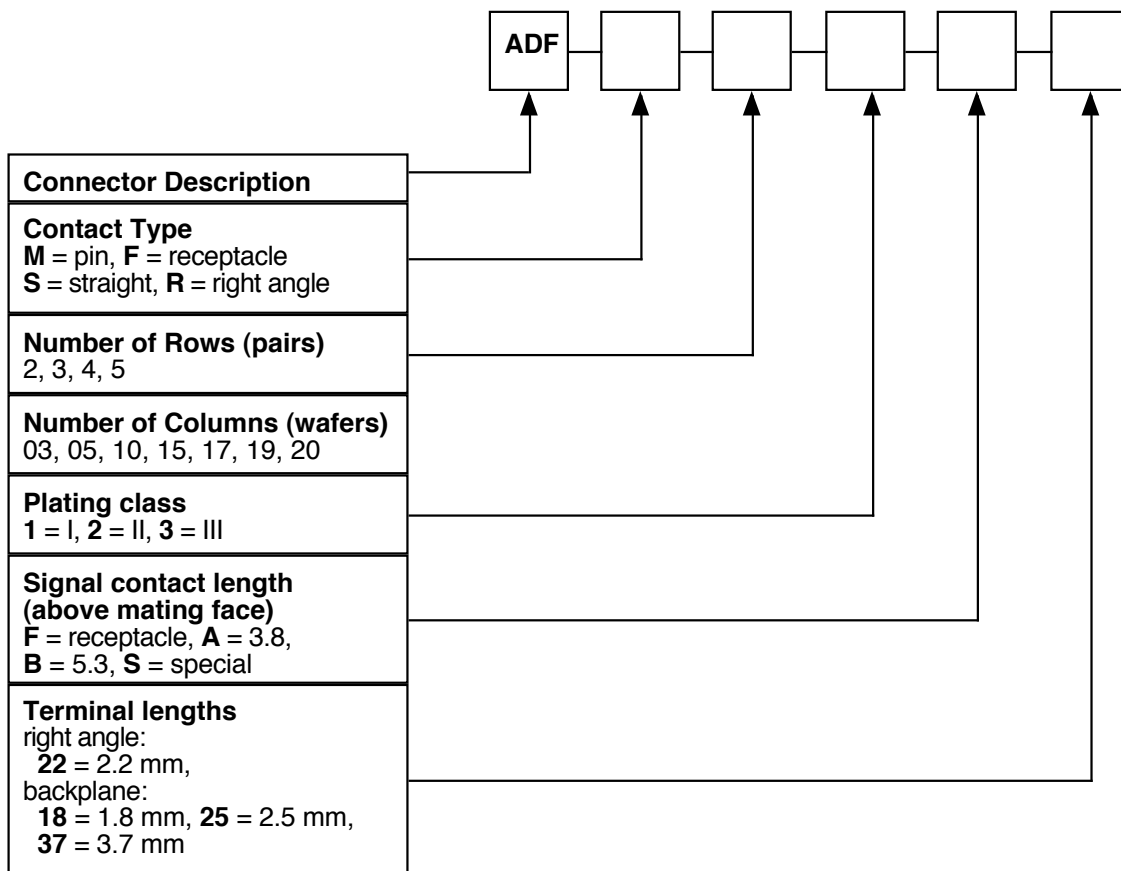 ADF
Connector Description
Contact Type
M = pin, F = receptacle
S = straight, R = right angle
Number of Rows (pairs)
2, 3, 4, 5
Number of Columns (wafers)
03, 05, 10, 15, 17, 19, 20
Plating class
1 = I, 2 = II, 3 = III
Signal contact length
(above mating face)
F = receptacle, A = 3.8,
B = 5.3, S = special
Terminal lengths
right angle:
22 = 2.2 mm,
backplane:
18 = 1.8 mm, 25 = 2.5 mm,
37 = 3.7 mm